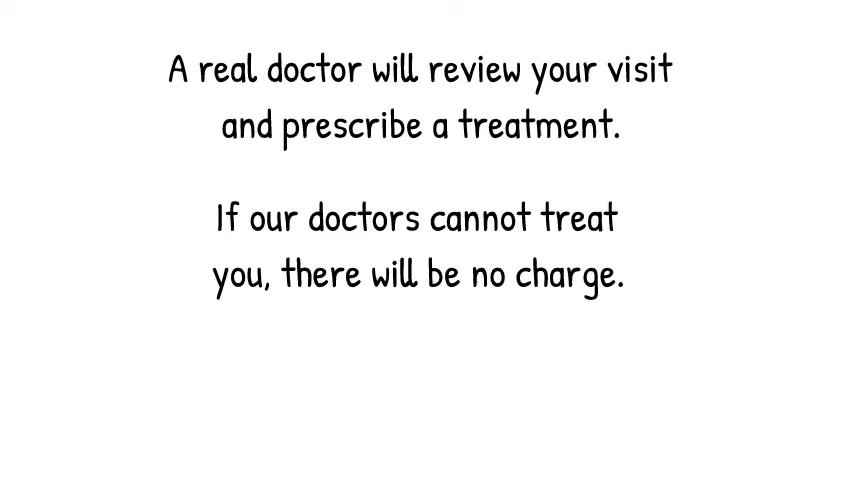 A real doctor will review your visit
and prescribe a treatment.
If our doctors cannot treat
you, there will be no charge.